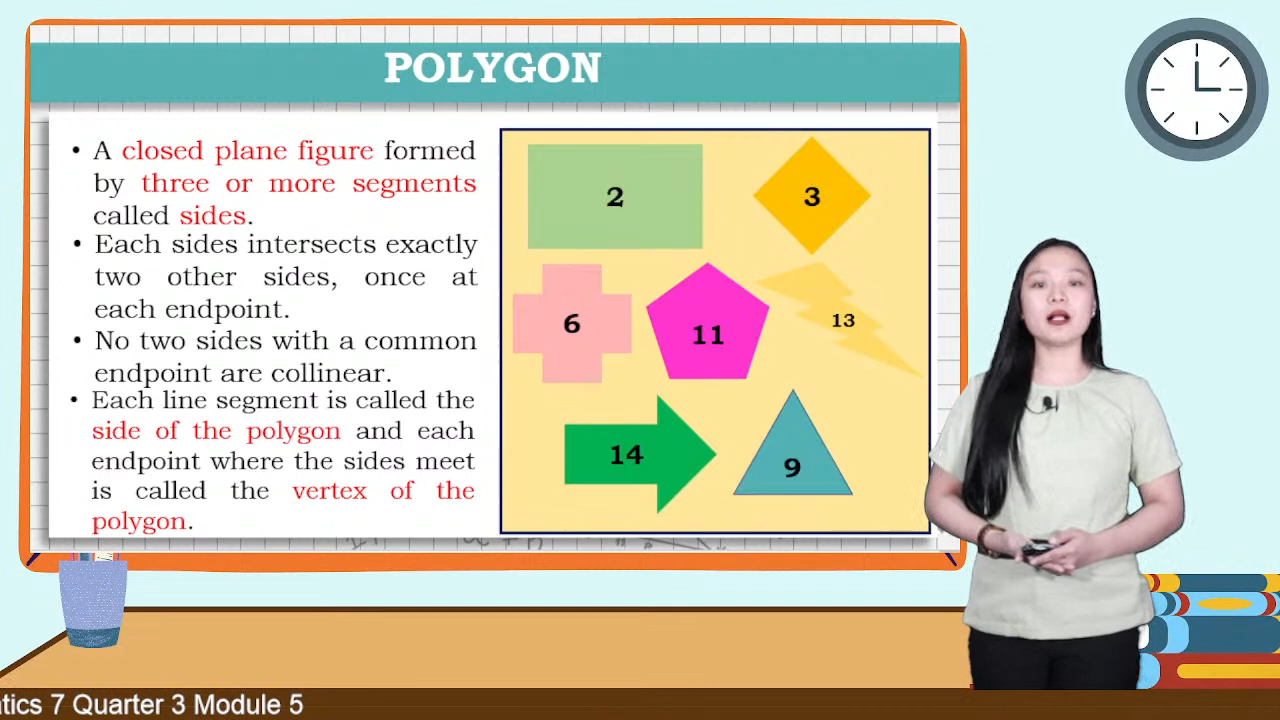 POLYGON
• A closed plane figure formed
by three or more segments
called sides.
• Each sides intersects exactly
two other sides, once at
each endpoint.
• No two sides with a common
endpoint are collinear.
• Each line segment is called the
side of the polygon and each
endpoint where the sides meet
is called the vertex of the
polygon.
2
3
6
11
13
14
9
7 Quarter 3 Module 5